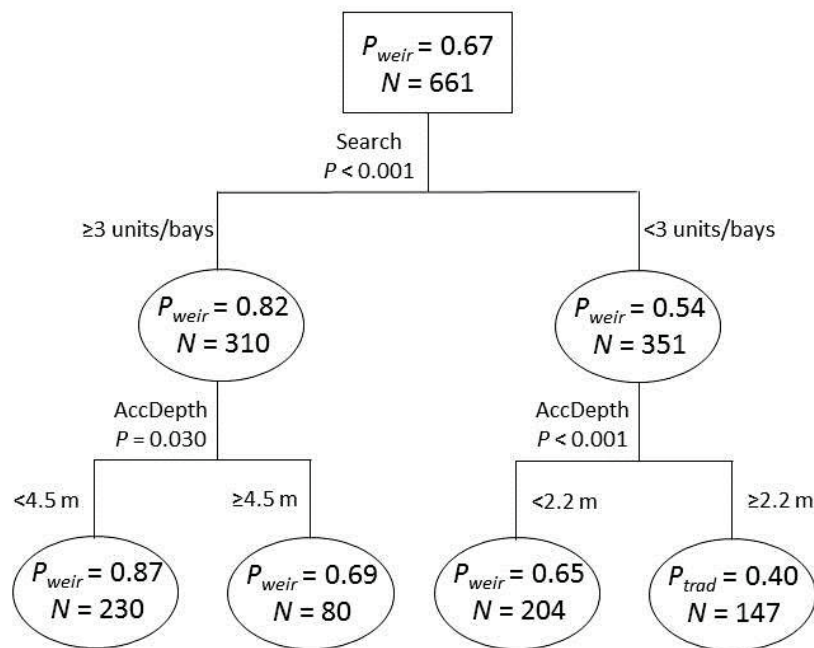 P_weir = 0.67
N = 661
Search
P < 0.001
≥3 units/bays
<3 units/bays
P_weir = 0.82
N = 310
P_weir = 0.54
N = 351
AccDepth
P = 0.030
AccDepth
P < 0.001
<4.5 m
≥4.5 m
<2.2 m
≥2.2 m
P_weir = 0.87
N = 230
P_weir = 0.69
N = 80
P_weir = 0.65
N = 204
P_trad = 0.40
N = 147